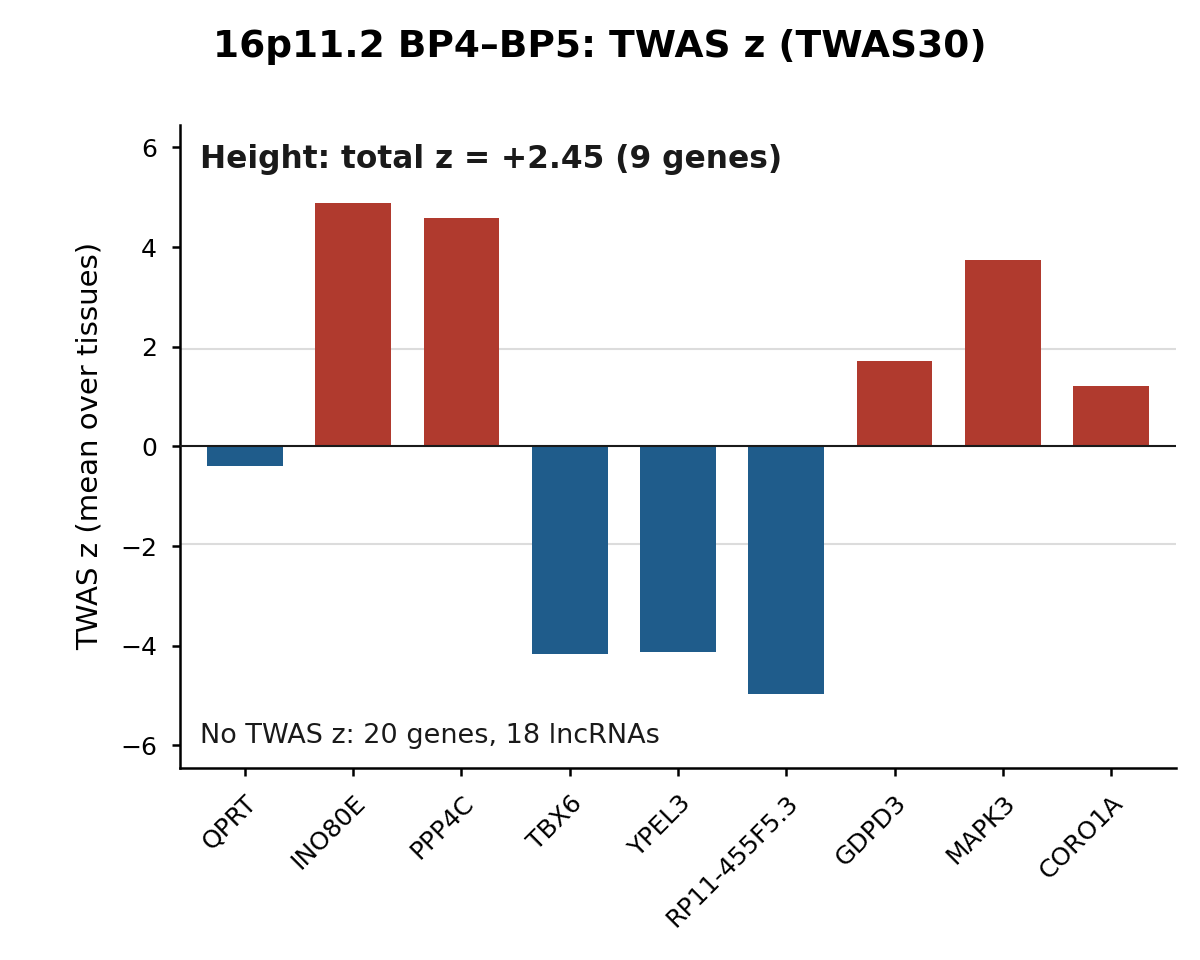 16p11.2 BP4–BP5: TWAS z (TWAS30)
Height: total z = +2.45 (9 genes)
TWAS z (mean over tissues)
6
4
2
0
−2
−4
−6
No TWAS z: 20 genes, 18 lncRNAs
QPRT
INO80E
PPP4C
TBX6
YPEL3
RP11-455F5.3
GDPD3
MAPK3
CORO1A